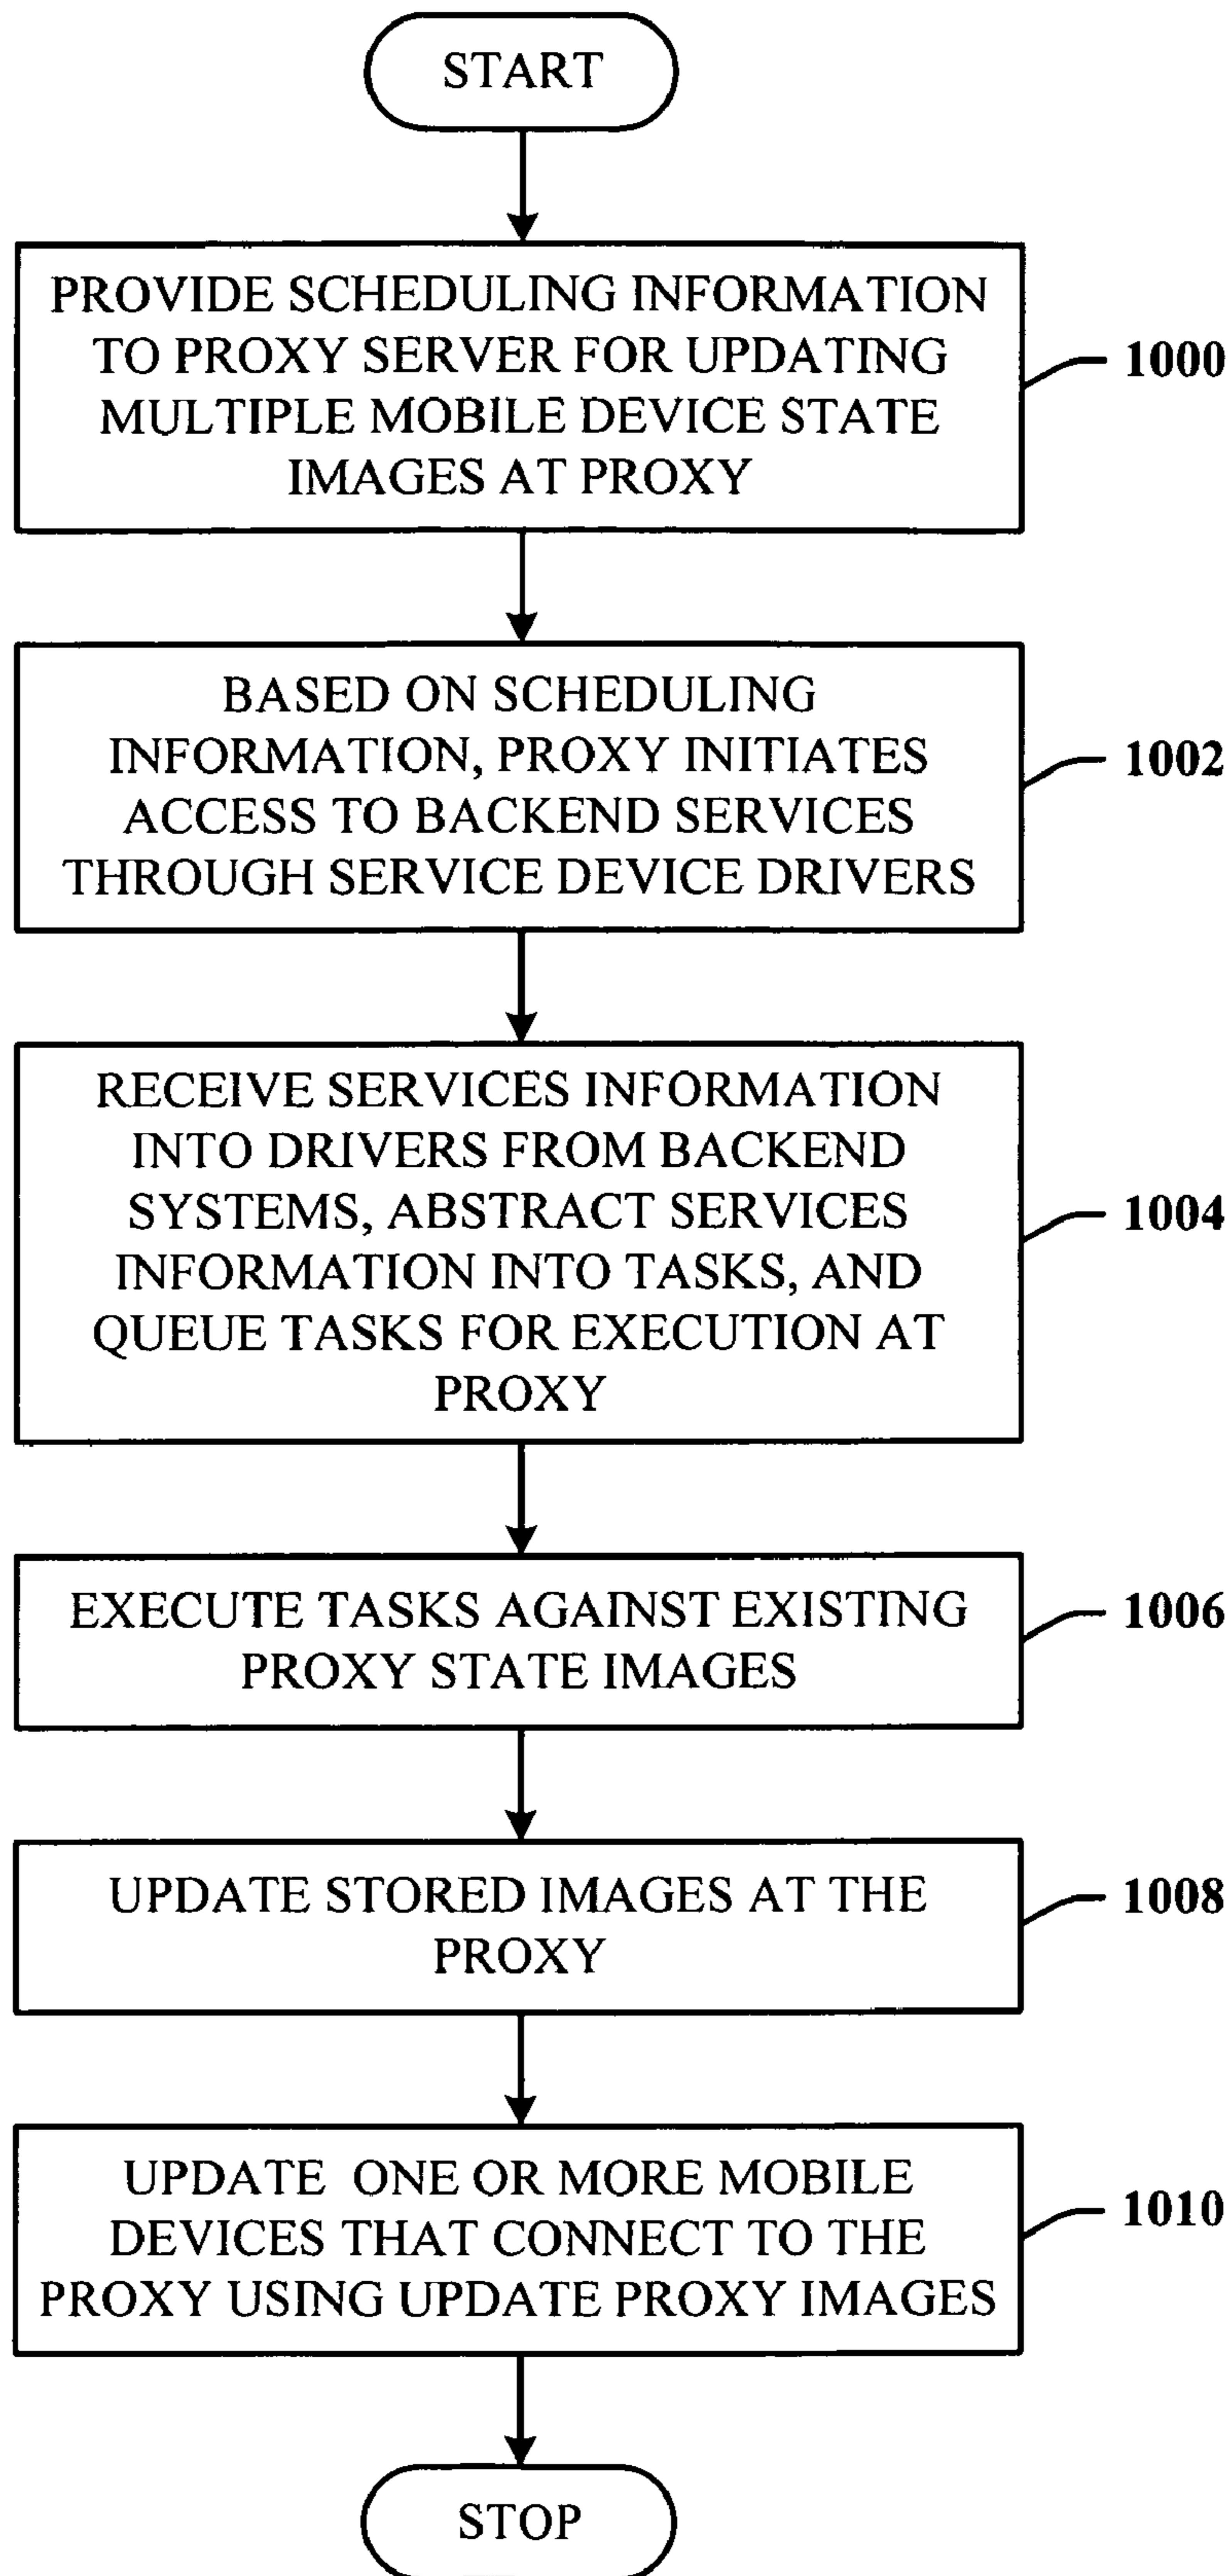 START
PROVIDE SCHEDULING INFORMATION
TO PROXY SERVER FOR UPDATING
MULTIPLE MOBILE DEVICE STATE
IMAGES AT PROXY
1000
BASED ON SCHEDULING
INFORMATION, PROXY INITIATES
ACCESS TO BACKEND SERVICES
THROUGH SERVICE DEVICE DRIVERS
1002
RECEIVE SERVICES INFORMATION
INTO DRIVERS FROM BACKEND
SYSTEMS, ABSTRACT SERVICES
INFORMATION INTO TASKS, AND
QUEUE TASKS FOR EXECUTION AT
PROXY
1004
EXECUTE TASKS AGAINST EXISTING
PROXY STATE IMAGES
1006
UPDATE STORED IMAGES AT THE
PROXY
1008
UPDATE ONE OR MORE MOBILE
DEVICES THAT CONNECT TO THE
PROXY USING UPDATE PROXY IMAGES
1010
STOP